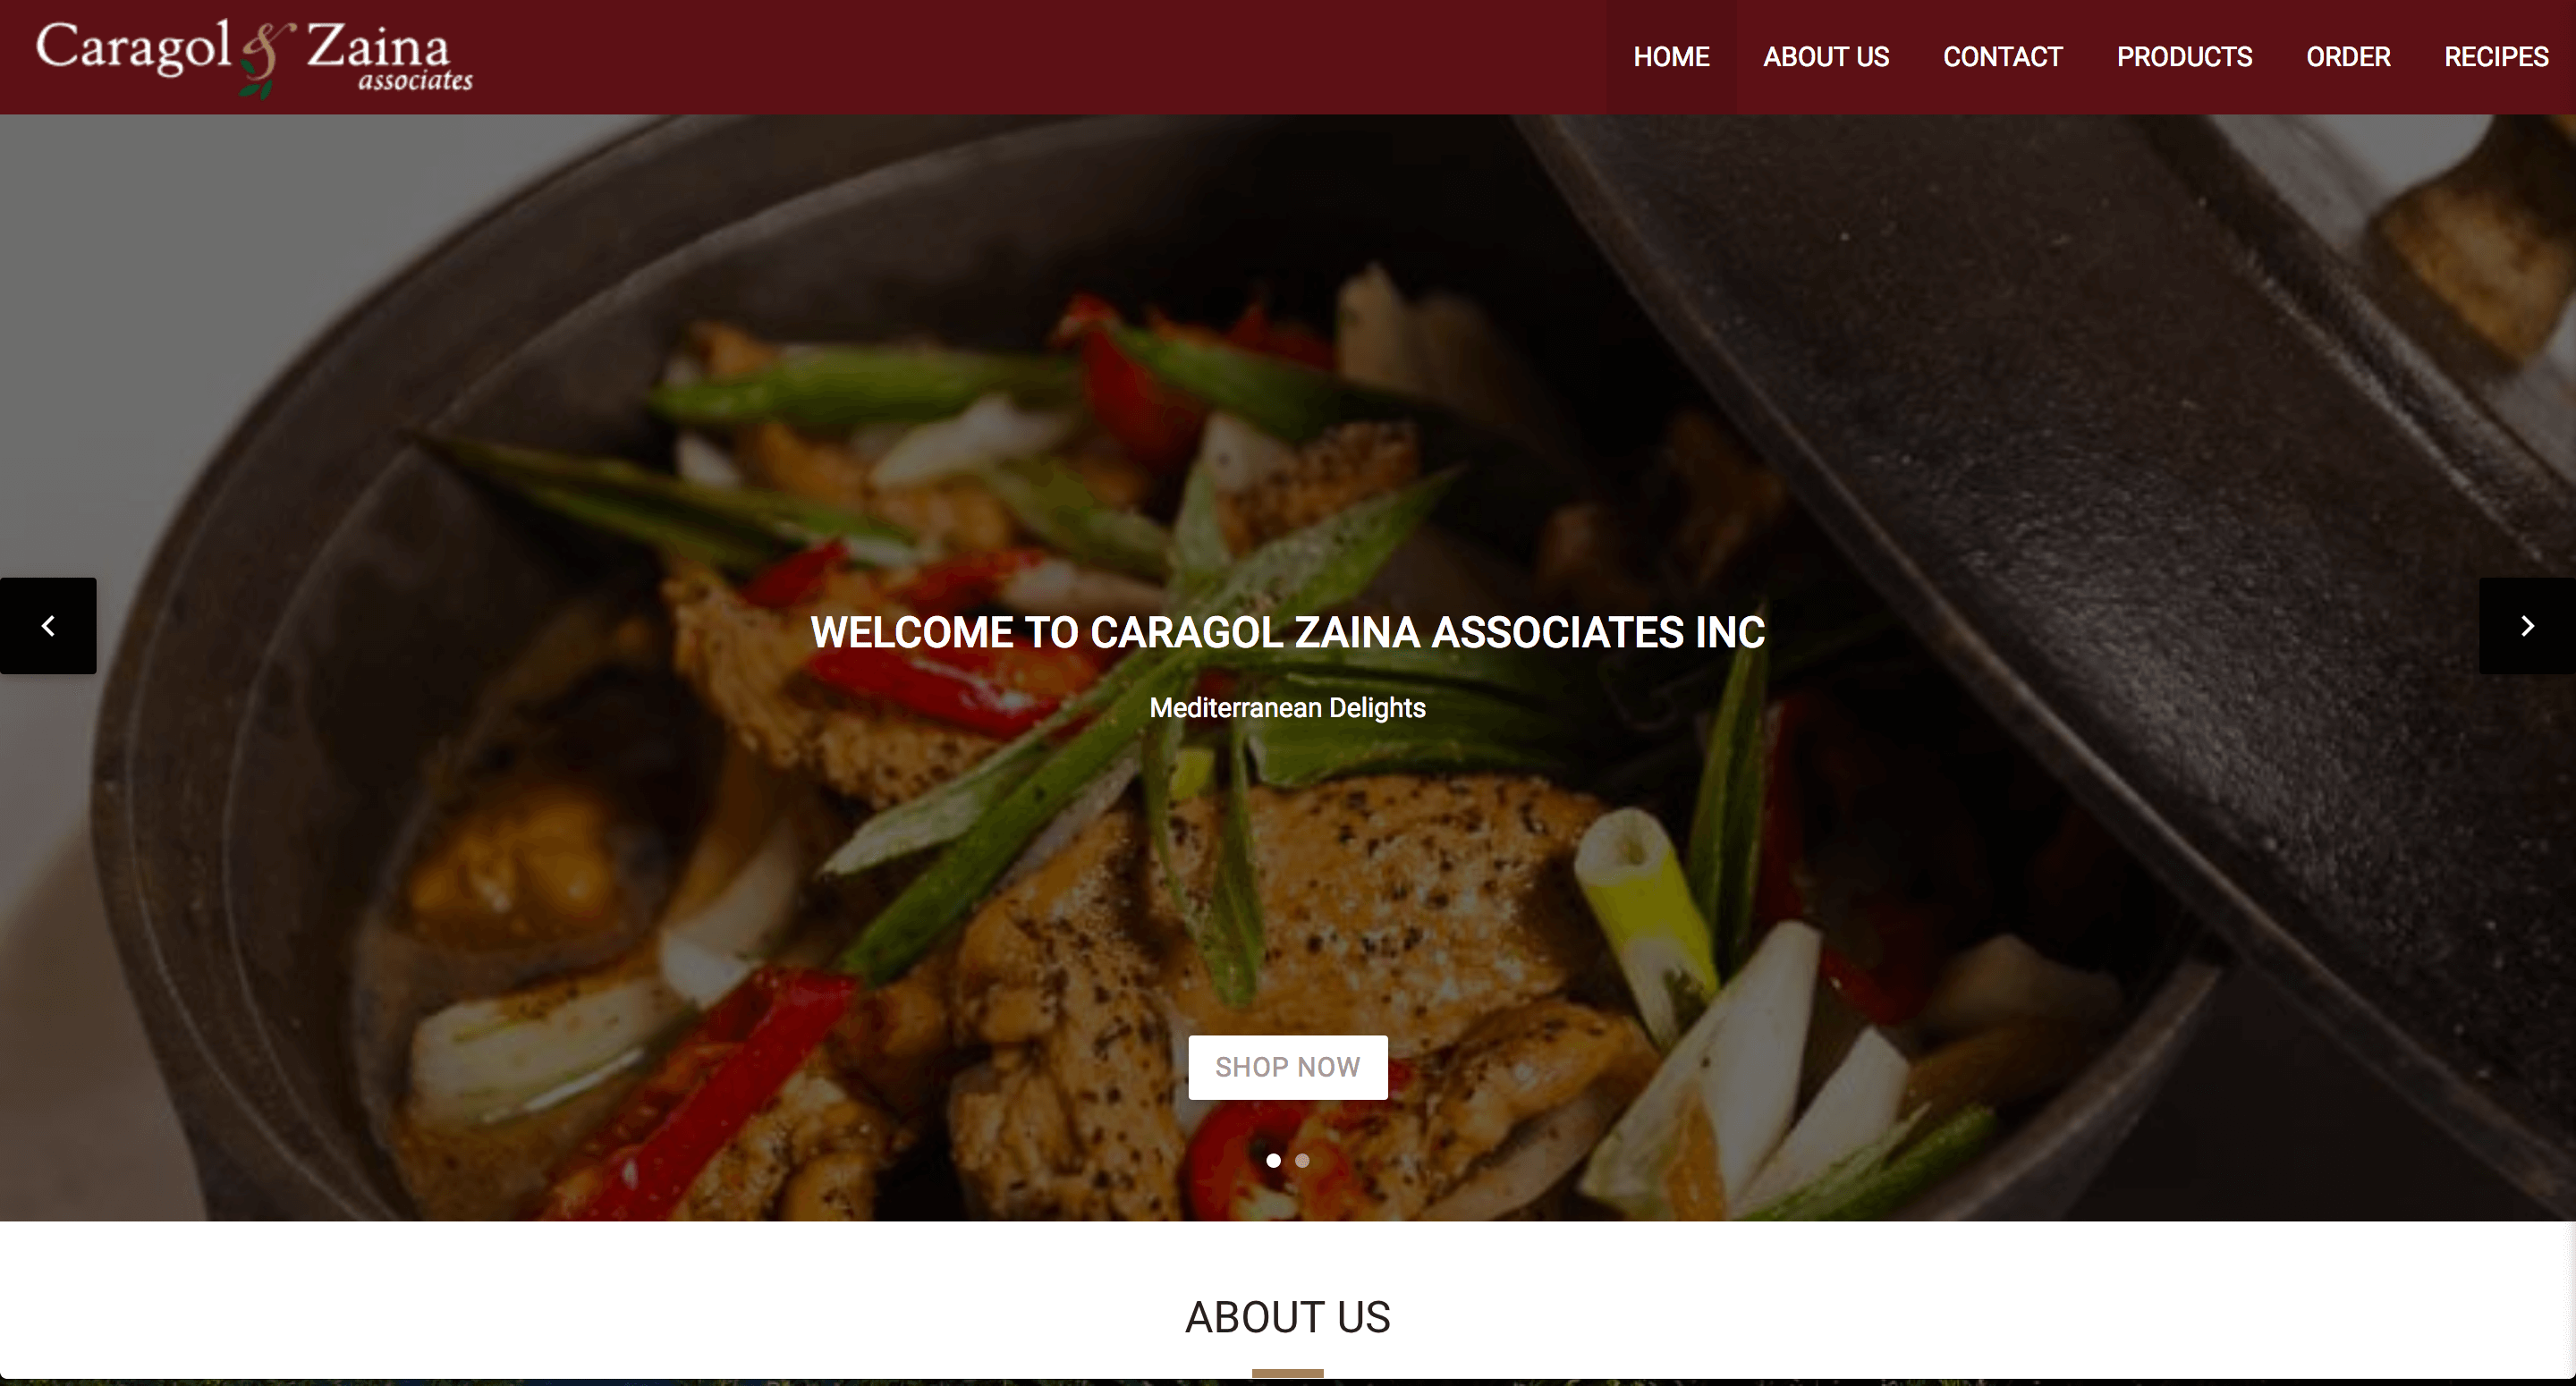 Caragol & Zaina
associates
HOME ABOUT US CONTACT PRODUCTS ORDER RECIPES
WELCOME TO CARAGOL ZAINA ASSOCIATES INC
Mediterranean Delights
SHOP NOW
ABOUT US